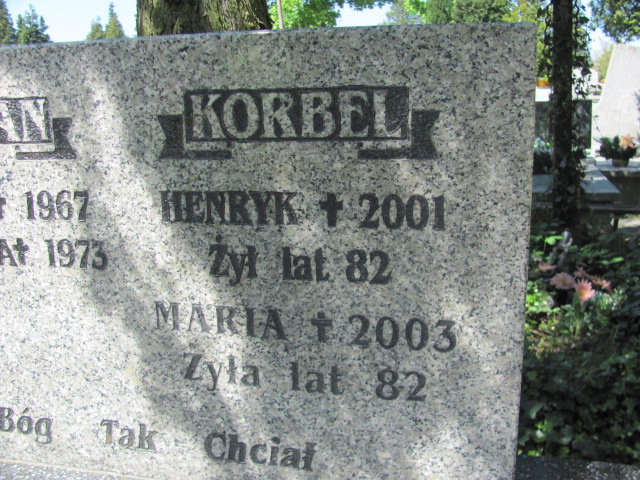 KORBEL
† 1967 HENRYK † 2001
† 1973 Żył lat 82
MARIA † 2003
Żyła lat 82
Bóg Tak Chciał